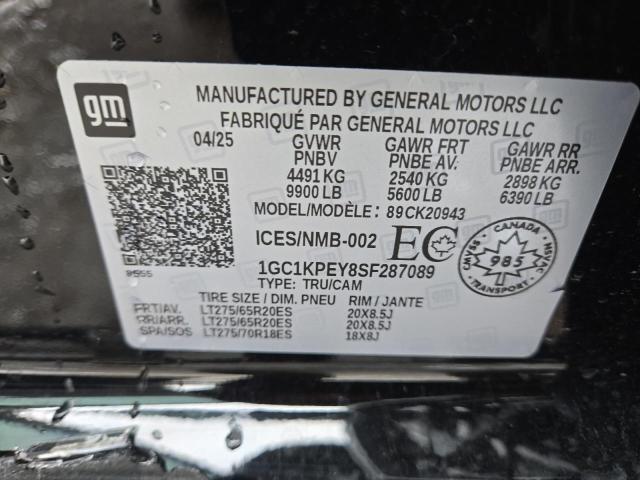 gm
MANUFACTURED BY GENERAL MOTORS LLC
FABRIQUÉ PAR GENERAL MOTORS LLC
04/25 GVWR GAWR FRT GAWR RR
PNBV PNBE AV. PNBE ARR.
4491 KG 2540 KG 2898 KG
9900 LB 5600 LB 6390 LB
MODEL/MODÈLE: 89CK20943
ICES/NMB-002 EC
CANADA
CMVSS 985 NSVAC
1GC1KPEY8SF287089
TYPE: TRU/CAM
TIRE SIZE / DIM. PNEU RIM / JANTE
FRT/AV. LT275/65R20ES 20X8.5J
RR/ARR. LT275/65R20ES 20X8.5J
SPA/SOS LT275/70R18ES 18X8J